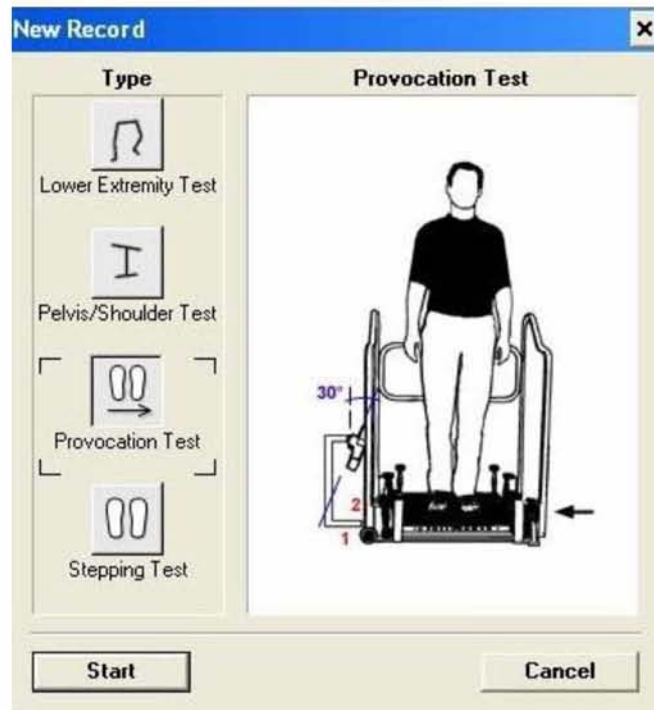 New Record
Type
Provocation Test
Lower Extremity Test
Pelvis/Shoulder Test
Provocation Test
Stepping Test
30°
2
1
Start
Cancel